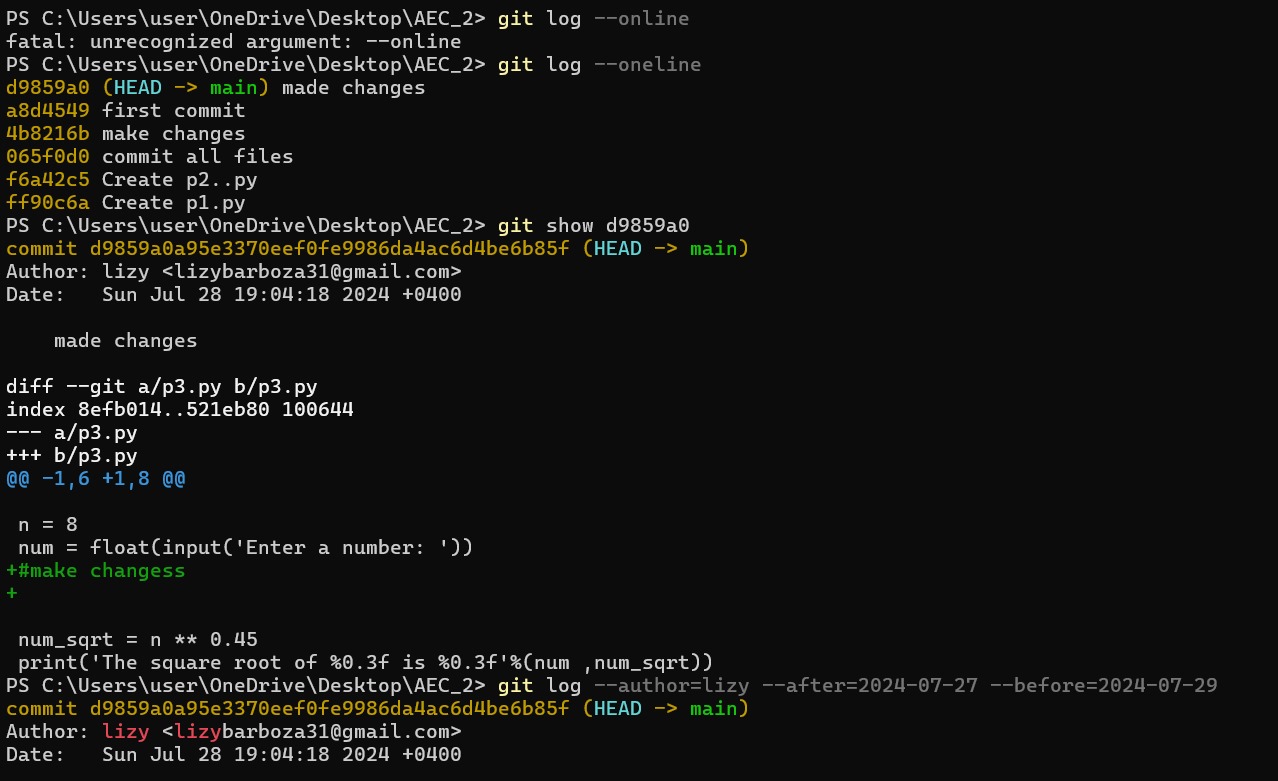 PS C:\Users\user\OneDrive\Desktop\AEC_2> git log --online
fatal: unrecognized argument: --online
PS C:\Users\user\OneDrive\Desktop\AEC_2> git log --oneline
d9859a0 (HEAD -> main) made changes
a8d4549 first commit
4b8216b make changes
065f0d0 commit all files
f6a42c5 Create p2..py
ff90c6a Create p1.py
PS C:\Users\user\OneDrive\Desktop\AEC_2> git show d9859a0
commit d9859a0a95e3370eef0fe9986da4ac6d4be6b85f (HEAD -> main)
Author: lizy <lizybarboza31@gmail.com>
Date:   Sun Jul 28 19:04:18 2024 +0400
    made changes
diff --git a/p3.py b/p3.py
index 8efb014..521eb80 100644
--- a/p3.py
+++ b/p3.py
@@ -1,6 +1,8 @@
 n = 8
 num = float(input('Enter a number: '))
+#make changess
+
 num_sqrt = n ** 0.45
 print('The square root of %0.3f is %0.3f'%(num ,num_sqrt))
PS C:\Users\user\OneDrive\Desktop\AEC_2> git log --author=lizy --after=2024-07-27 --before=2024-07-29
commit d9859a0a95e3370eef0fe9986da4ac6d4be6b85f (HEAD -> main)
Author: lizy <lizybarboza31@gmail.com>
Date:   Sun Jul 28 19:04:18 2024 +0400